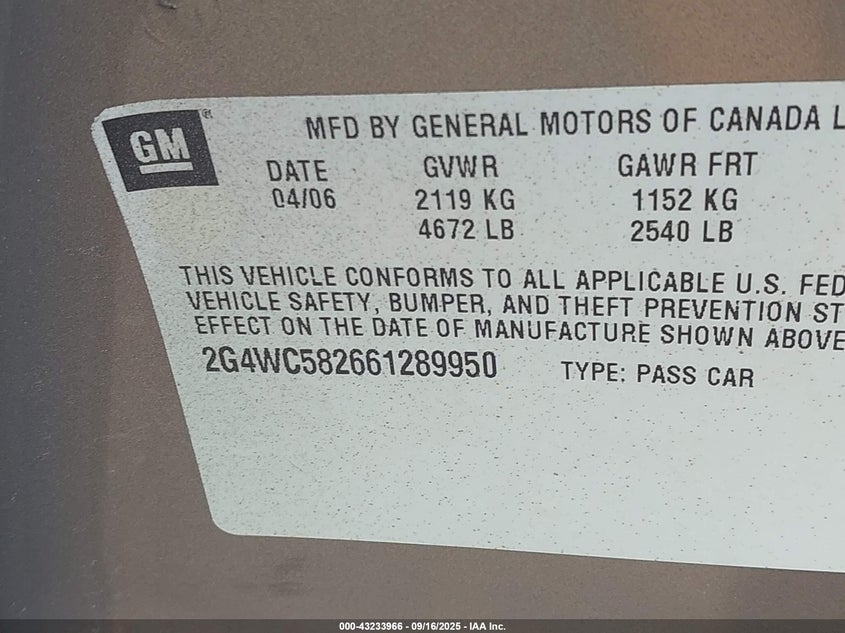 GM
®
MFD BY GENERAL MOTORS OF CANADA L
DATE GVWR GAWR FRT
04/06 2119 KG 1152 KG
4672 LB 2540 LB
THIS VEHICLE CONFORMS TO ALL APPLICABLE U.S. FED
VEHICLE SAFETY, BUMPER, AND THEFT PREVENTION ST
EFFECT ON THE DATE OF MANUFACTURE SHOWN ABOVE
2G4WC582661289950 TYPE: PASS CAR
000-43233966 - 09/16/2025 - IAA Inc.